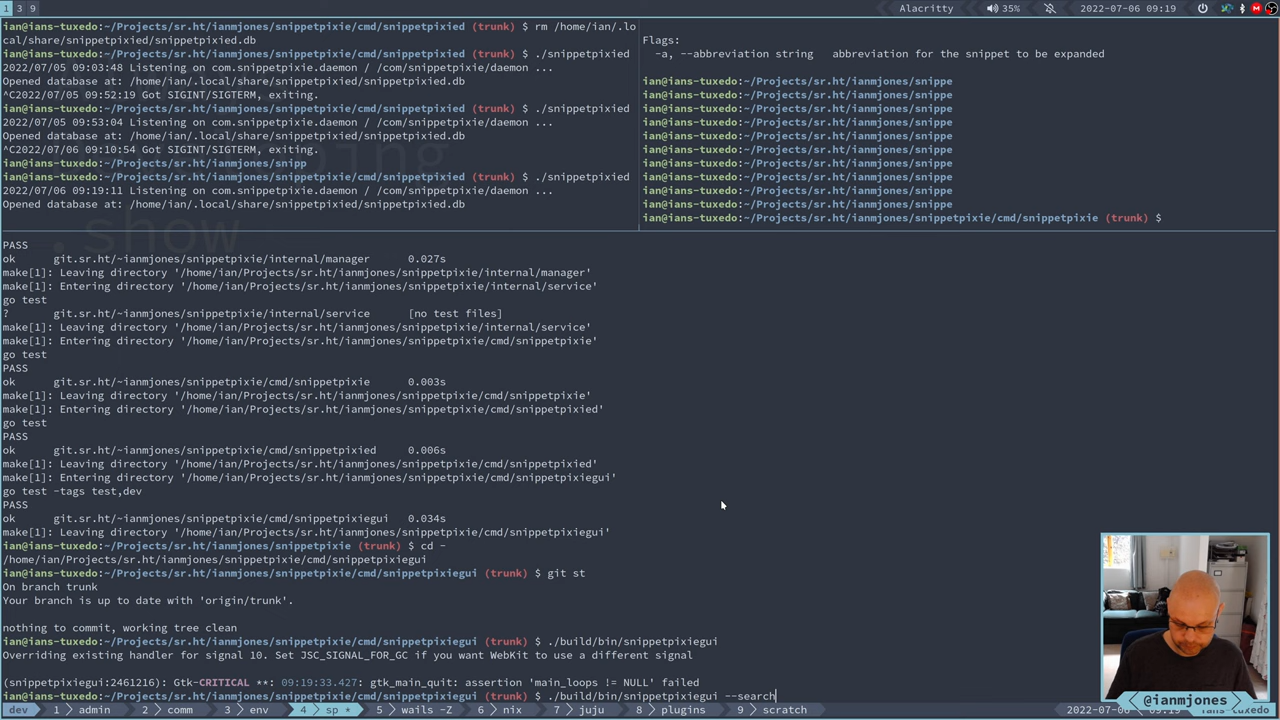 1 3 9
Alacritty
35%
2022-07-06 09:19
ian@ians-tuxedo:~/Projects/sr.ht/ianmjones/snippetpixie/cmd/snippetpixied (trunk) $ rm /home/ian/.lo
cal/share/snippetpixied/snippetpixied.db
ian@ians-tuxedo:~/Projects/sr.ht/ianmjones/snippetpixie/cmd/snippetpixied (trunk) $ ./snippetpixied
2022/07/05 09:03:48 Listening on com.snippetpixie.daemon / /com/snippetpixie/daemon ...
Opened database at: /home/ian/.local/share/snippetpixied/snippetpixied.db
^C2022/07/05 09:52:19 Got SIGINT/SIGTERM, exiting.
ian@ians-tuxedo:~/Projects/sr.ht/ianmjones/snippetpixie/cmd/snippetpixied (trunk) $ ./snippetpixied
2022/07/05 09:53:04 Listening on com.snippetpixie.daemon / /com/snippetpixie/daemon ...
Opened database at: /home/ian/.local/share/snippetpixied/snippetpixied.db
^C2022/07/06 09:10:54 Got SIGINT/SIGTERM, exiting.
ian@ians-tuxedo:~/Projects/sr.ht/ianmjones/snipp
ian@ians-tuxedo:~/Projects/sr.ht/ianmjones/snippetpixie/cmd/snippetpixied (trunk) $ ./snippetpixied
2022/07/06 09:19:11 Listening on com.snippetpixie.daemon / /com/snippetpixie/daemon ...
Opened database at: /home/ian/.local/share/snippetpixied/snippetpixied.db
.show
Flags:
-a, --abbreviation string   abbreviation for the snippet to be expanded
ian@ians-tuxedo:~/Projects/sr.ht/ianmjones/snippe
ian@ians-tuxedo:~/Projects/sr.ht/ianmjones/snippe
ian@ians-tuxedo:~/Projects/sr.ht/ianmjones/snippe
ian@ians-tuxedo:~/Projects/sr.ht/ianmjones/snippe
ian@ians-tuxedo:~/Projects/sr.ht/ianmjones/snippe
ian@ians-tuxedo:~/Projects/sr.ht/ianmjones/snippe
ian@ians-tuxedo:~/Projects/sr.ht/ianmjones/snippe
ian@ians-tuxedo:~/Projects/sr.ht/ianmjones/snippe
ian@ians-tuxedo:~/Projects/sr.ht/ianmjones/snippe
ian@ians-tuxedo:~/Projects/sr.ht/ianmjones/snippe
ian@ians-tuxedo:~/Projects/sr.ht/ianmjones/snippetpixie/cmd/snippetpixie (trunk) $
PASS
ok git.sr.ht/~ianmjones/snippetpixie/internal/manager 0.027s
make[1]: Leaving directory '/home/ian/Projects/sr.ht/ianmjones/snippetpixie/internal/manager'
make[1]: Entering directory '/home/ian/Projects/sr.ht/ianmjones/snippetpixie/internal/service'
go test
? git.sr.ht/~ianmjones/snippetpixie/internal/service [no test files]
make[1]: Leaving directory '/home/ian/Projects/sr.ht/ianmjones/snippetpixie/internal/service'
make[1]: Entering directory '/home/ian/Projects/sr.ht/ianmjones/snippetpixie/cmd/snippetpixie'
go test
PASS
ok git.sr.ht/~ianmjones/snippetpixie/cmd/snippetpixie 0.003s
make[1]: Leaving directory '/home/ian/Projects/sr.ht/ianmjones/snippetpixie/cmd/snippetpixie'
make[1]: Entering directory '/home/ian/Projects/sr.ht/ianmjones/snippetpixie/cmd/snippetpixied'
go test
PASS
ok git.sr.ht/~ianmjones/snippetpixie/cmd/snippetpixied 0.006s
make[1]: Leaving directory '/home/ian/Projects/sr.ht/ianmjones/snippetpixie/cmd/snippetpixied'
make[1]: Entering directory '/home/ian/Projects/sr.ht/ianmjones/snippetpixie/cmd/snippetpixiegui'
go test -tags test,dev
PASS
ok git.sr.ht/~ianmjones/snippetpixie/cmd/snippetpixiegui 0.034s
make[1]: Leaving directory '/home/ian/Projects/sr.ht/ianmjones/snippetpixie/cmd/snippetpixiegui'
ian@ians-tuxedo:~/Projects/sr.ht/ianmjones/snippetpixie (trunk) $ cd -
/home/ian/Projects/sr.ht/ianmjones/snippetpixie/cmd/snippetpixiegui
ian@ians-tuxedo:~/Projects/sr.ht/ianmjones/snippetpixie/cmd/snippetpixiegui (trunk) $ git st
On branch trunk
Your branch is up to date with 'origin/trunk'.
nothing to commit, working tree clean
ian@ians-tuxedo:~/Projects/sr.ht/ianmjones/snippetpixie/cmd/snippetpixiegui (trunk) $ ./build/bin/snippetpixiegui
Overriding existing handler for signal 10. Set JSC_SIGNAL_FOR_GC if you want WebKit to use a different signal
(snippetpixiegui:2461216): Gtk-CRITICAL **: 09:19:33.427: gtk_main_quit: assertion 'main_loops != NULL' failed
ian@ians-tuxedo:~/Projects/sr.ht/ianmjones/snippetpixie/cmd/snippetpixiegui (trunk) $ ./build/bin/snippetpixiegui --search
@ianmjones
dev 1 admin 2 comm 3 env 4 sp * 5 wails -Z 6 nix 7 juju 8 plugins 9 scratch